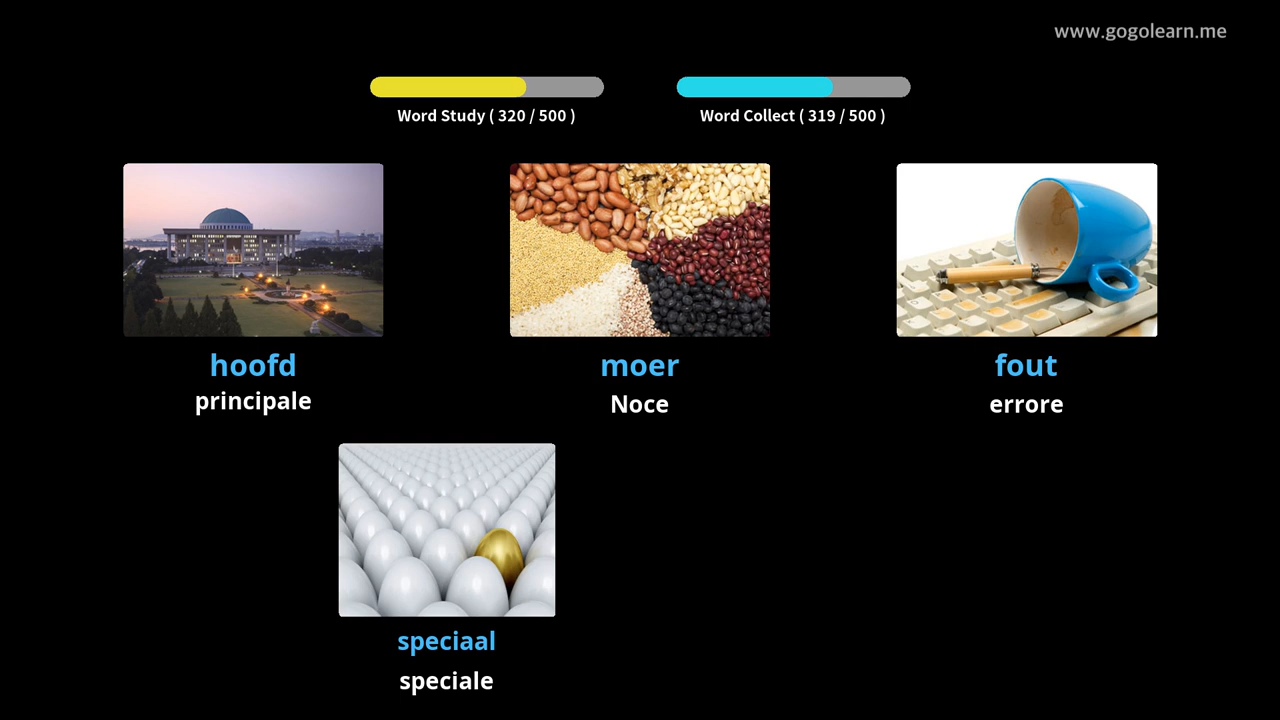 www.gogolearn.me
Word Study ( 320 / 500 )
Word Collect ( 319 / 500 )
hoofd
principale
moer
Noce
fout
errore
speciaal
speciale